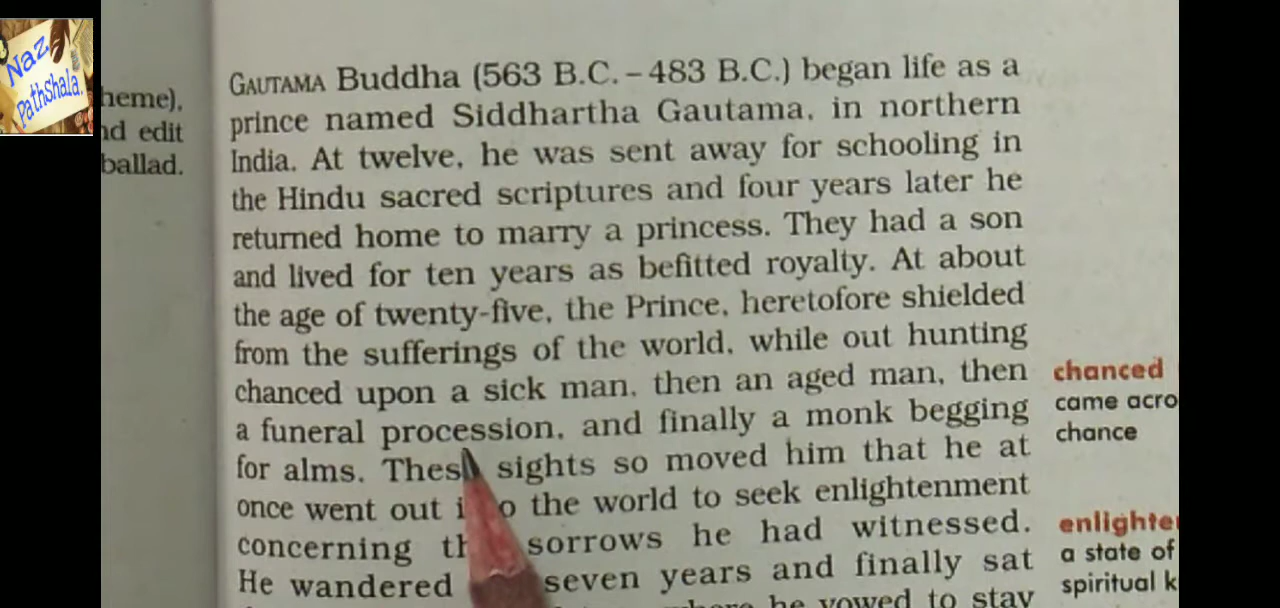 Naz
PathShala.
heme),
nd edit
ballad.
GAUTAMA Buddha (563 B.C. – 483 B.C.) began life as a
prince named Siddhartha Gautama, in northern
India. At twelve, he was sent away for schooling in
the Hindu sacred scriptures and four years later he
returned home to marry a princess. They had a son
and lived for ten years as befitted royalty. At about
the age of twenty-five, the Prince, heretofore shielded
from the sufferings of the world, while out hunting
chanced upon a sick man, then an aged man, then
a funeral procession, and finally a monk begging
for alms. Thes sights so moved him that he at
once went out i o the world to seek enlightenment
concerning th sorrows he had witnessed.
He wandered seven years and finally sat
he vowed to stay
chanced
came acro
chance
enlighte
a state of
spiritual k